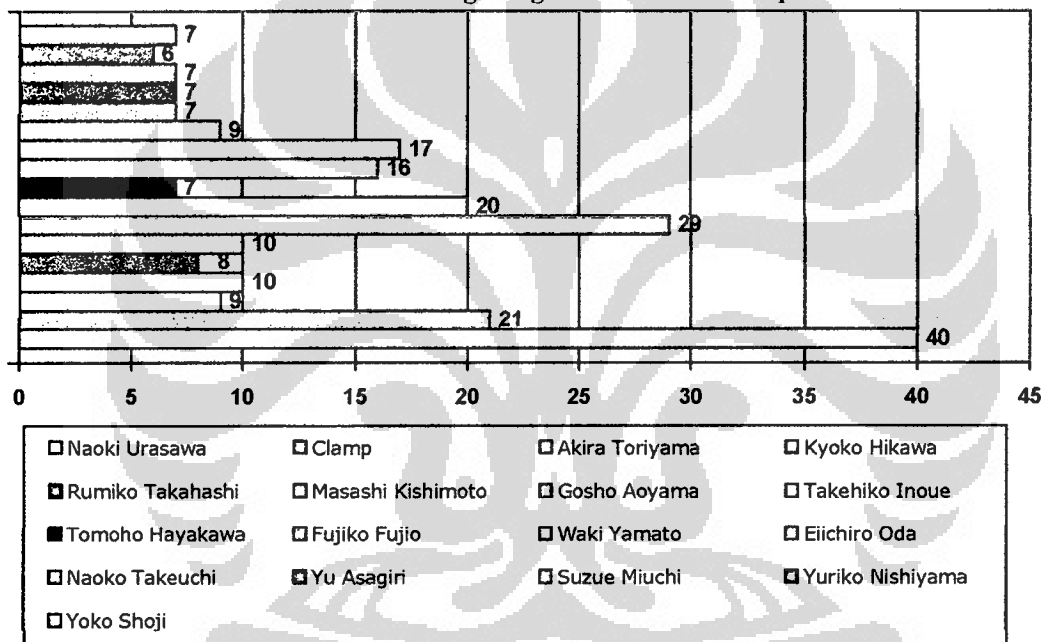 7
6
7
7
7
9
17
16
7
20
29
10
8
10
9
21
40
0 5 10 15 20 25 30 35 40 45
Naoki Urasawa Clamp Akira Toriyama Kyoko Hikawa
Rumiko Takahashi Masashi Kishimoto Gosho Aoyama Takehiko Inoue
Tomoho Hayakawa Fujiko Fujio Waki Yamato Eiichiro Oda
Naoko Takeuchi Yu Asagiri Suzue Miuchi Yuriko Nishiyama
Yoko Shoji